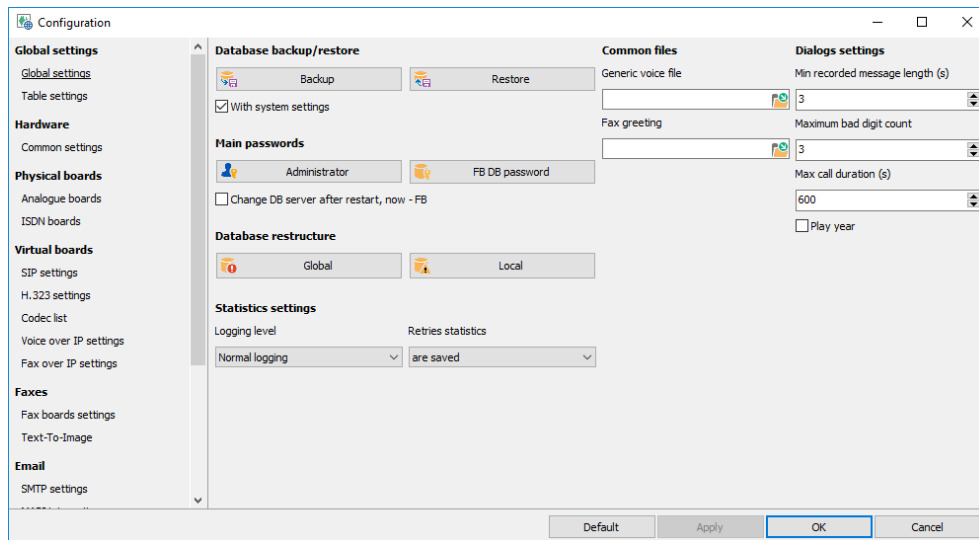 Configuration
Global settings
Global settings
Table settings
Hardware
Common settings
Physical boards
Analogue boards
ISDN boards
Virtual boards
SIP settings
H.323 settings
Codec list
Voice over IP settings
Fax over IP settings
Faxes
Fax boards settings
Text-To-Image
Email
SMTP settings
Database backup/restore
Backup
Restore
With system settings
Main passwords
Administrator
FB DB password
Change DB server after restart, now - FB
Database restructure
Global
Local
Statistics settings
Logging level
Retries statistics
Normal logging
are saved
Common files
Generic voice file
Fax greeting
Dialogs settings
Min recorded message length (s)
3
Maximum bad digit count
3
Max call duration (s)
600
Play year
Default
Apply
OK
Cancel